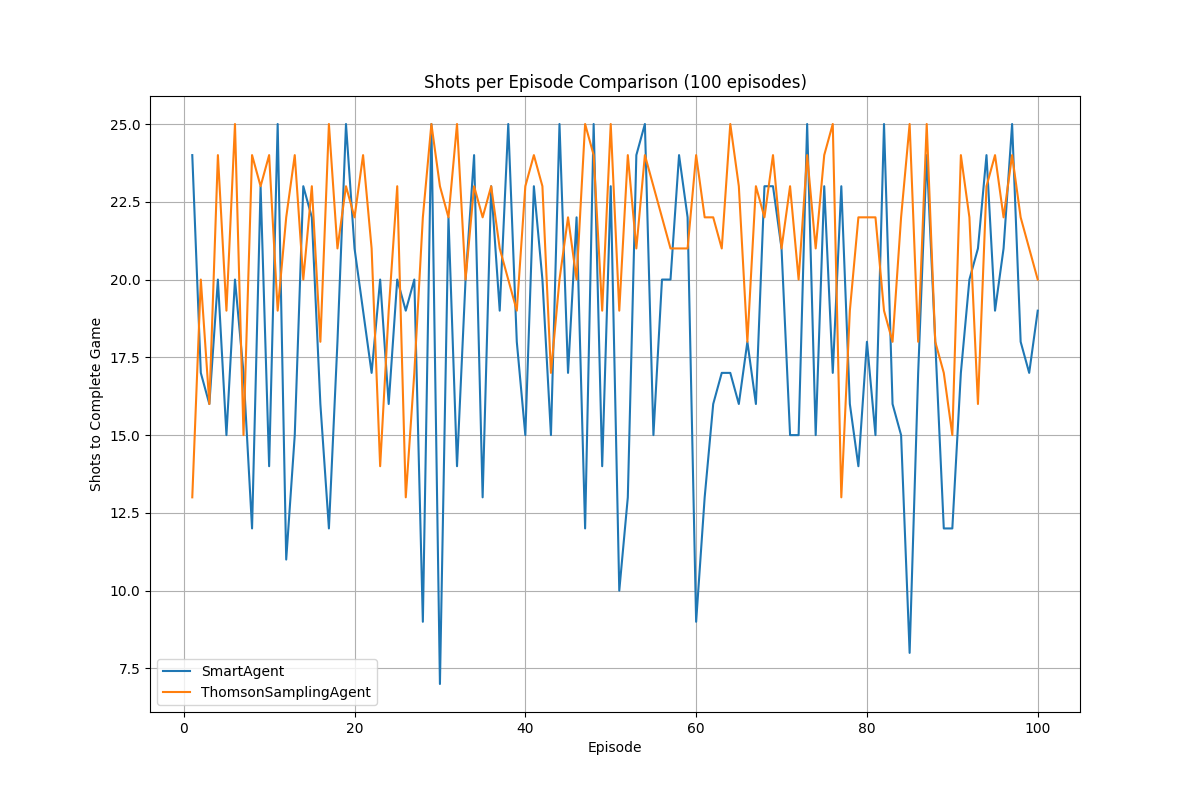 Shots per Episode Comparison (100 episodes)
Shots to Complete Game
25.0
22.5
20.0
17.5
15.0
12.5
10.0
7.5
SmartAgent
ThomsonSamplingAgent
0 20 40 60 80 100
Episode